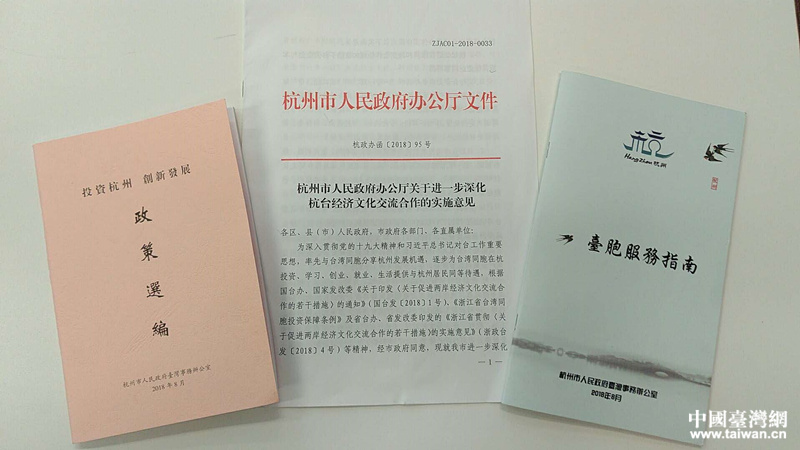 投資杭州 創新發展
政
策
選
編
杭州市人民政府臺灣事務辦公室
2018年8月
ZJAC01-2018-0033
杭州市人民政府办公厅文件
杭政办函〔2018〕95号
杭州市人民政府办公厅关于进一步深化
杭台经济文化交流合作的实施意见
各区、县(市)人民政府，市政府各部门、各直属单位：
为深入贯彻党的十九大精神和习近平总书记对台工作重要
思想，率先与台湾同胞分享杭州发展机遇，逐步为台湾同胞在杭
投资、学习、创业、就业、生活提供与杭州居民同等待遇，根据
国台办、国家发改委《关于印发〈关于促进两岸经济文化交流合
作的若干措施〉的通知》（国台发〔2018〕1号）、《浙江省台湾同
胞投资保障条例》及省台办、省发改委印发的《浙江省贯彻〈关
于促进两岸经济文化交流合作的若干措施〉的实施意见》（浙政台
发〔2018〕4号）等精神，经市政府同意，现就我市进一步深化
— 1 —
杭
HangZhou 杭州
臺胞服務指南
杭州市人民政府臺灣事務辦公室
2018年8月
中國臺灣網
www.taiwan.cn